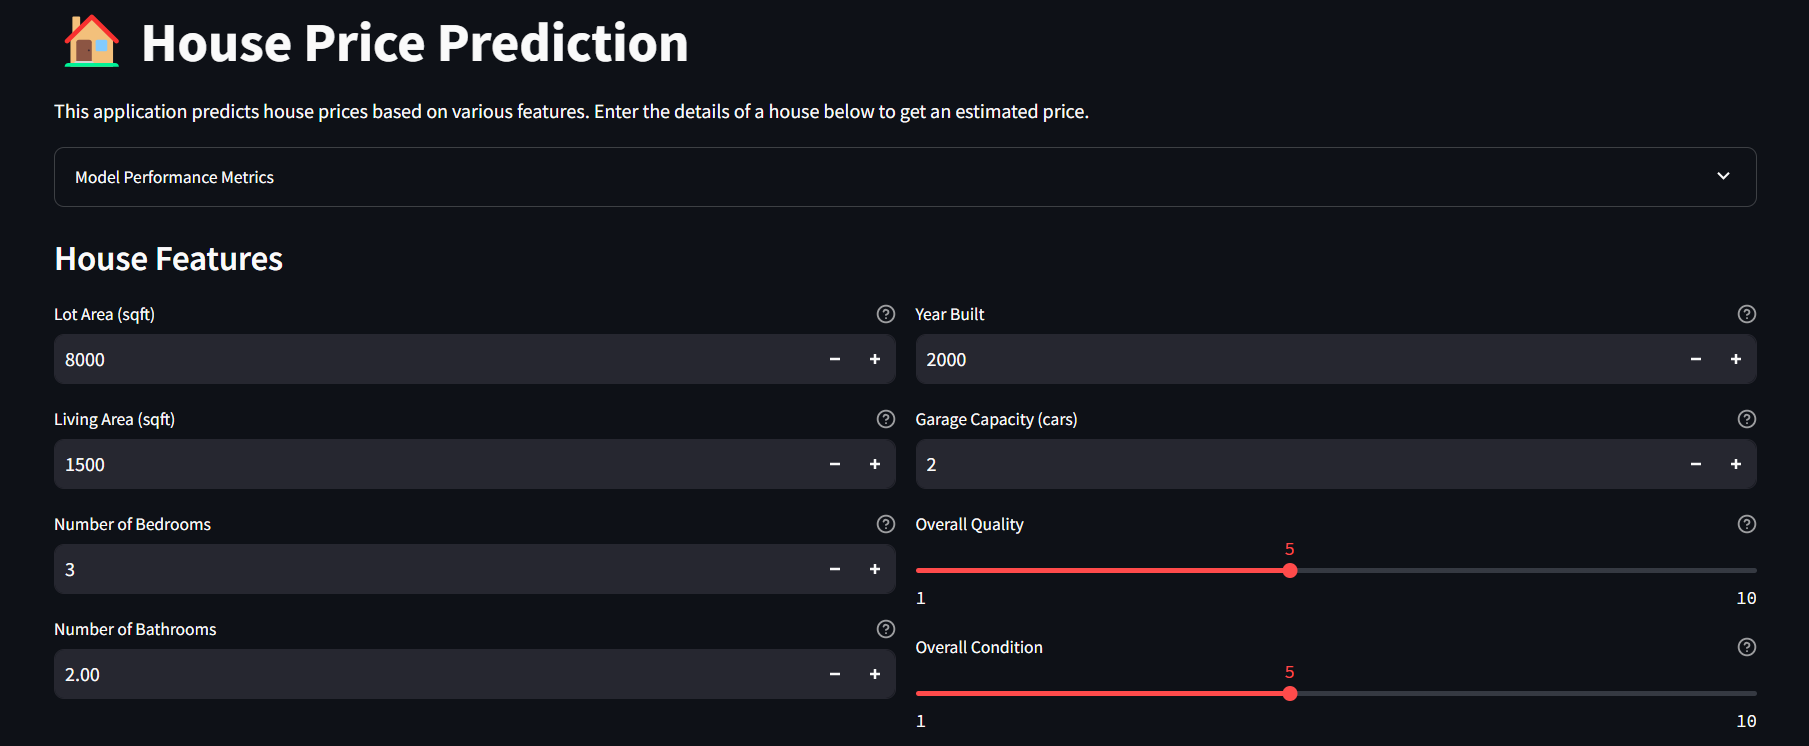 House Price Prediction
This application predicts house prices based on various features. Enter the details of a house below to get an estimated price.
Model Performance Metrics
House Features
Lot Area (sqft)
8000
Living Area (sqft)
1500
Number of Bedrooms
3
Number of Bathrooms
2.00
Year Built
2000
Garage Capacity (cars)
2
Overall Quality
5
1 10
Overall Condition
5
1 10